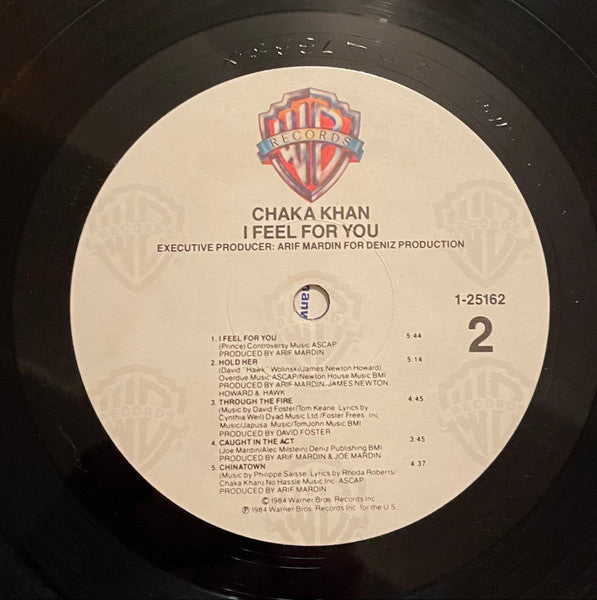 RECORDS
CHAKA KHAN
I FEEL FOR YOU
EXECUTIVE PRODUCER: ARIF MARDIN FOR DENIZ PRODUCTION
1-25162
2
1. I FEEL FOR YOU 5:44
(Prince) Controversy Music ASCAP
PRODUCED BY ARIF MARDIN
2. HOLD HER 5:14
(David "Hawk" Wolinski/James Newton Howard)
Overdue Music ASCAP/Newton House Music BMI
PRODUCED BY ARIF MARDIN, JAMES NEWTON
HOWARD & HAWK
3. THROUGH THE FIRE 4:45
(Music by David Foster/Tom Keane. Lyrics by
Cynthia Weil) Dyad Music Ltd./Foster Frees. Inc.
Music/Japusa Music/TomJohn Music BMI
PRODUCED BY DAVID FOSTER
4. CAUGHT IN THE ACT 3:45
(Joe Mardin/Alec Milstein) Deniz Publishing BMI
PRODUCED BY ARIF MARDIN & JOE MARDIN
5. CHINATOWN 4:37
(Music by Philippe Saisse. Lyrics by Rhoda Roberts/
Chaka Khan) No Hassle Music Inc. ASCAP
PRODUCED BY ARIF MARDIN
© 1984 Warner Bros. Records Inc.
℗ 1984 Warner Bros. Records Inc. for the U.S.